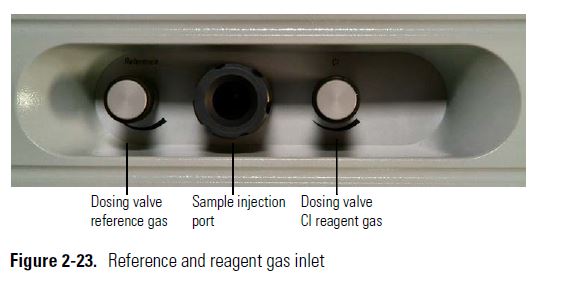 Reference
CI
Dosing valve
reference gas
Sample injection
port
Dosing valve
CI reagent gas
Figure 2-23. Reference and reagent gas inlet